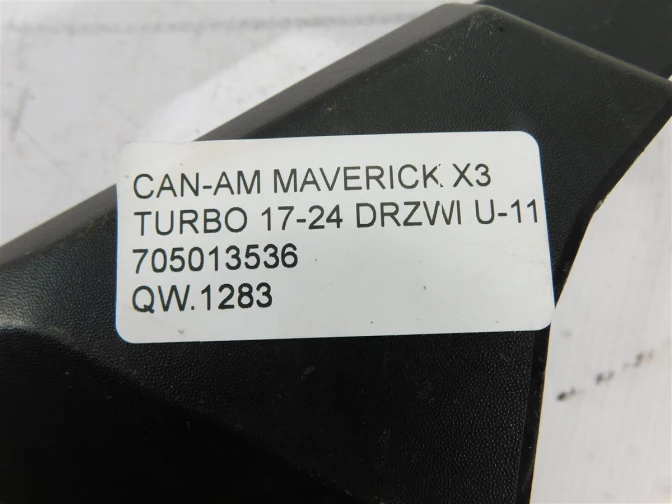 CAN-AM MAVERICK X3
TURBO 17-24 DRZWI U-11
705013536
QW.1283